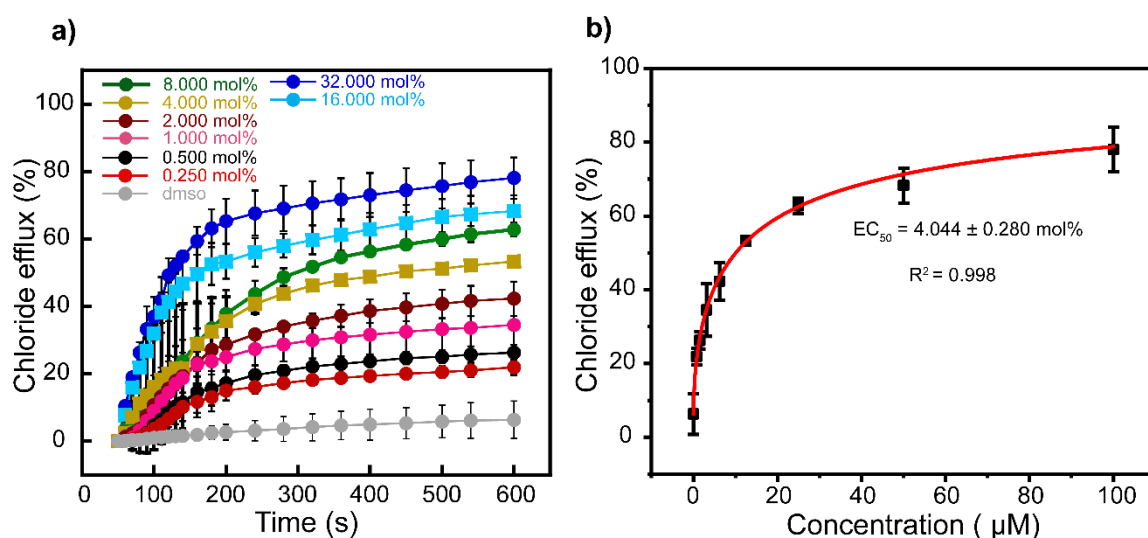 a)
Chloride efflux (%)
100
80
60
40
20
0
8.000 mol%
4.000 mol%
2.000 mol%
1.000 mol%
0.500 mol%
0.250 mol%
dmso
32.000 mol%
16.000 mol%
0 100 200 300 400 500 600
Time (s)
b)
Chloride efflux (%)
100
80
60
40
20
0
EC50 = 4.044 ± 0.280 mol%
R² = 0.998
0 20 40 60 80 100
Concentration ( µM)